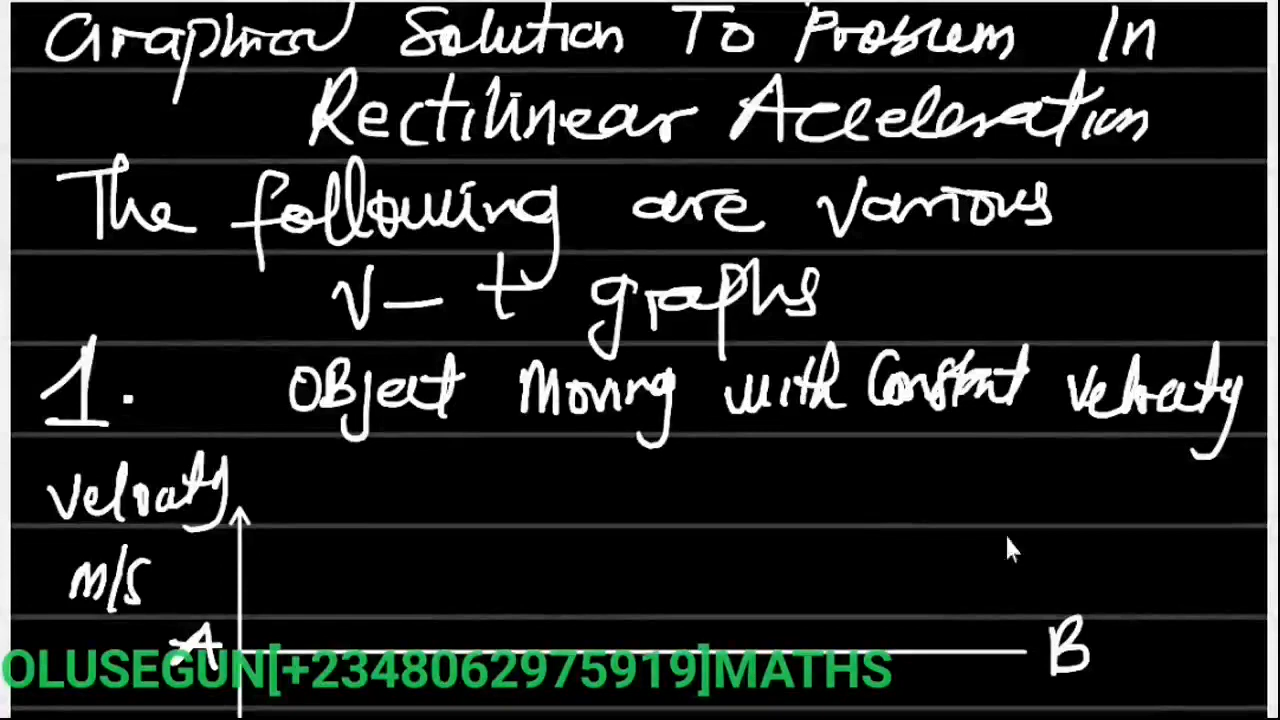 Graphical Solution To Problem In
Rectilinear Acceleration
The following are various
v - t graphs
1. Object Moving with Constant Velocity
Velocity
m/s
A B
OLUSEGUN[+2348062975919]MATHS